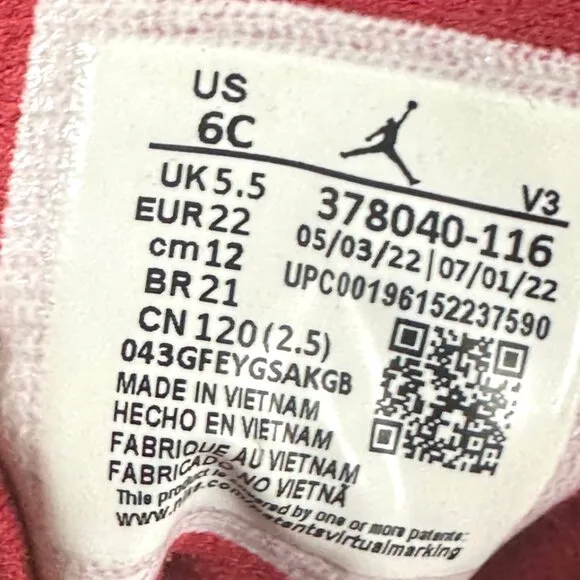 US
6C
V3
UK 5.5
EUR 22
cm 12
BR 21
CN 120 (2.5)
378040-116
05/03/22 | 07/01/22
UPC00196152237590
043GFEYGSAKGB
MADE IN VIETNAM
HECHO EN VIETNAM
FABRIQUE AU VIETNAM
FABRICADO NO VIETNÃ
This product is by one or more patents:
www.